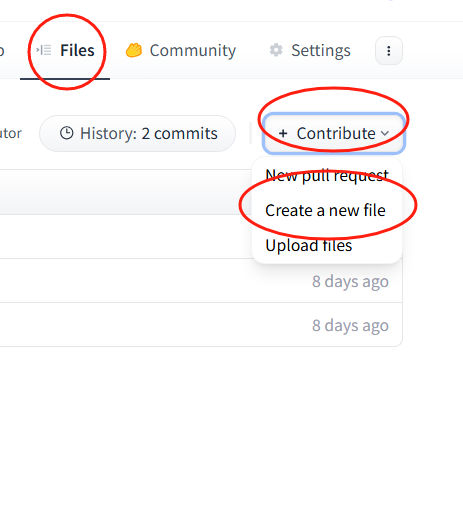 Files Community Settings
utor History: 2 commits + Contribute
New pull request
Create a new file
Upload files
8 days ago
8 days ago